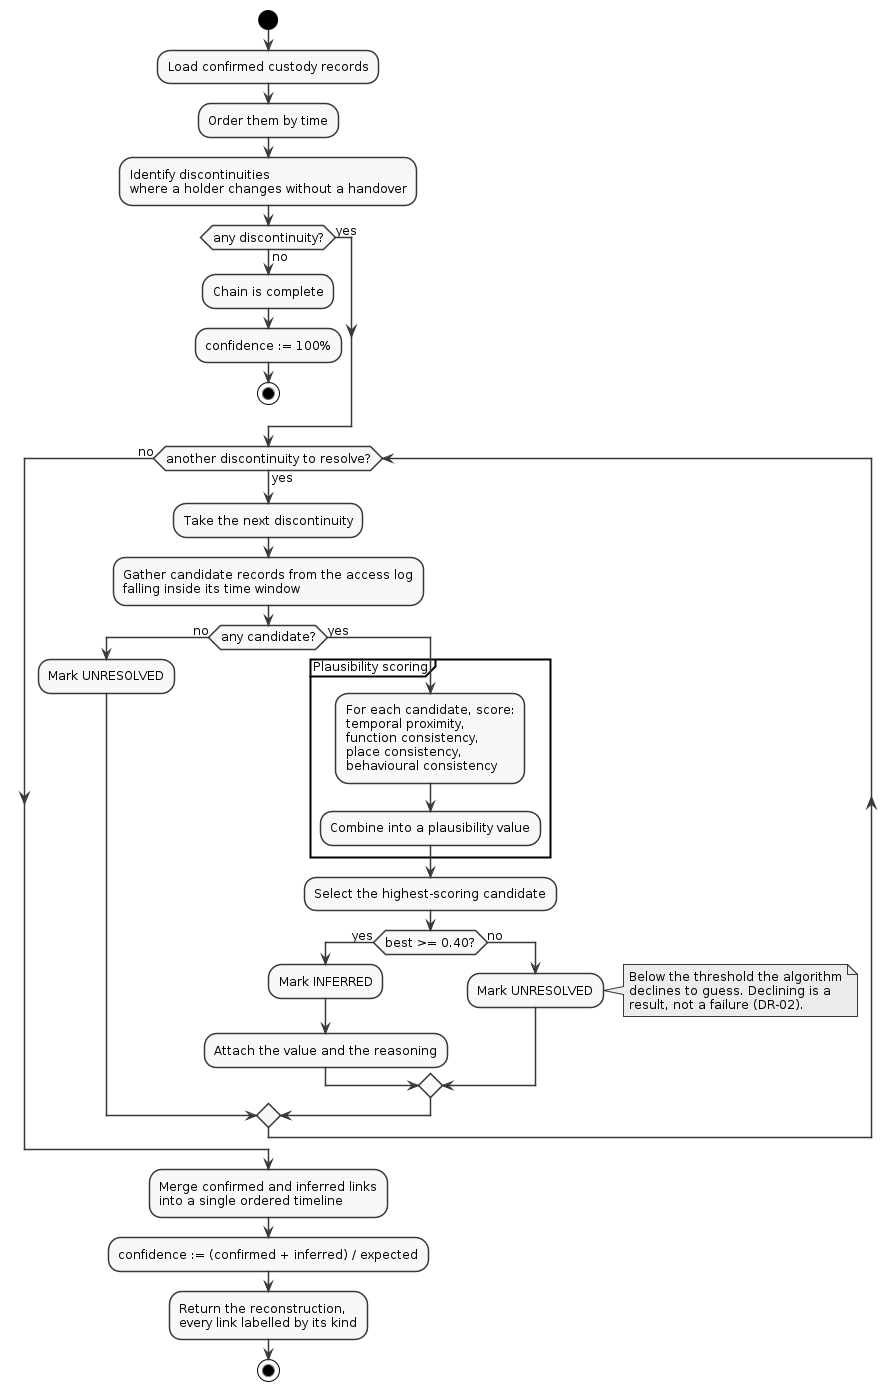 Load confirmed custody records
Order them by time
Identify discontinuities
where a holder changes without a handover
any discontinuity?
yes
no
Chain is complete
confidence := 100%
no
another discontinuity to resolve?
yes
Take the next discontinuity
Gather candidate records from the access log
falling inside its time window
no
any candidate?
yes
Mark UNRESOLVED
Plausibility scoring
For each candidate, score:
temporal proximity,
function consistency,
place consistency,
behavioural consistency
Combine into a plausibility value
Select the highest-scoring candidate
yes
best >= 0.40?
no
Mark INFERRED
Attach the value and the reasoning
Mark UNRESOLVED
Below the threshold the algorithm
declines to guess. Declining is a
result, not a failure (DR-02).
Merge confirmed and inferred links
into a single ordered timeline
confidence := (confirmed + inferred) / expected
Return the reconstruction,
every link labelled by its kind